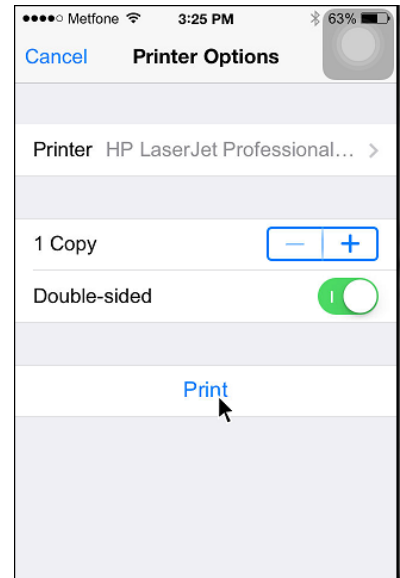 Metfone 3:25 PM 63%
Cancel Printer Options
Printer HP LaserJet Professional... >
1 Copy − +
Double-sided
Print